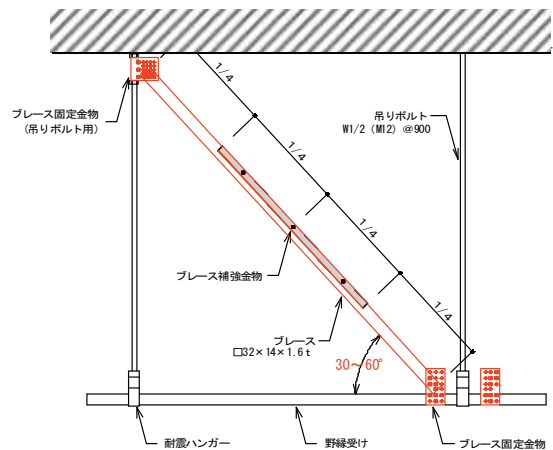 1/4
ブレース固定金物
(吊りボルト用)
吊りボルト
W1/2 (M12) @900
1/4
1/4
ブレース補強金物
1/4
ブレース
□32×14×1.6t
30~60°
耐震ハンガー
野縁受け
ブレース固定金物